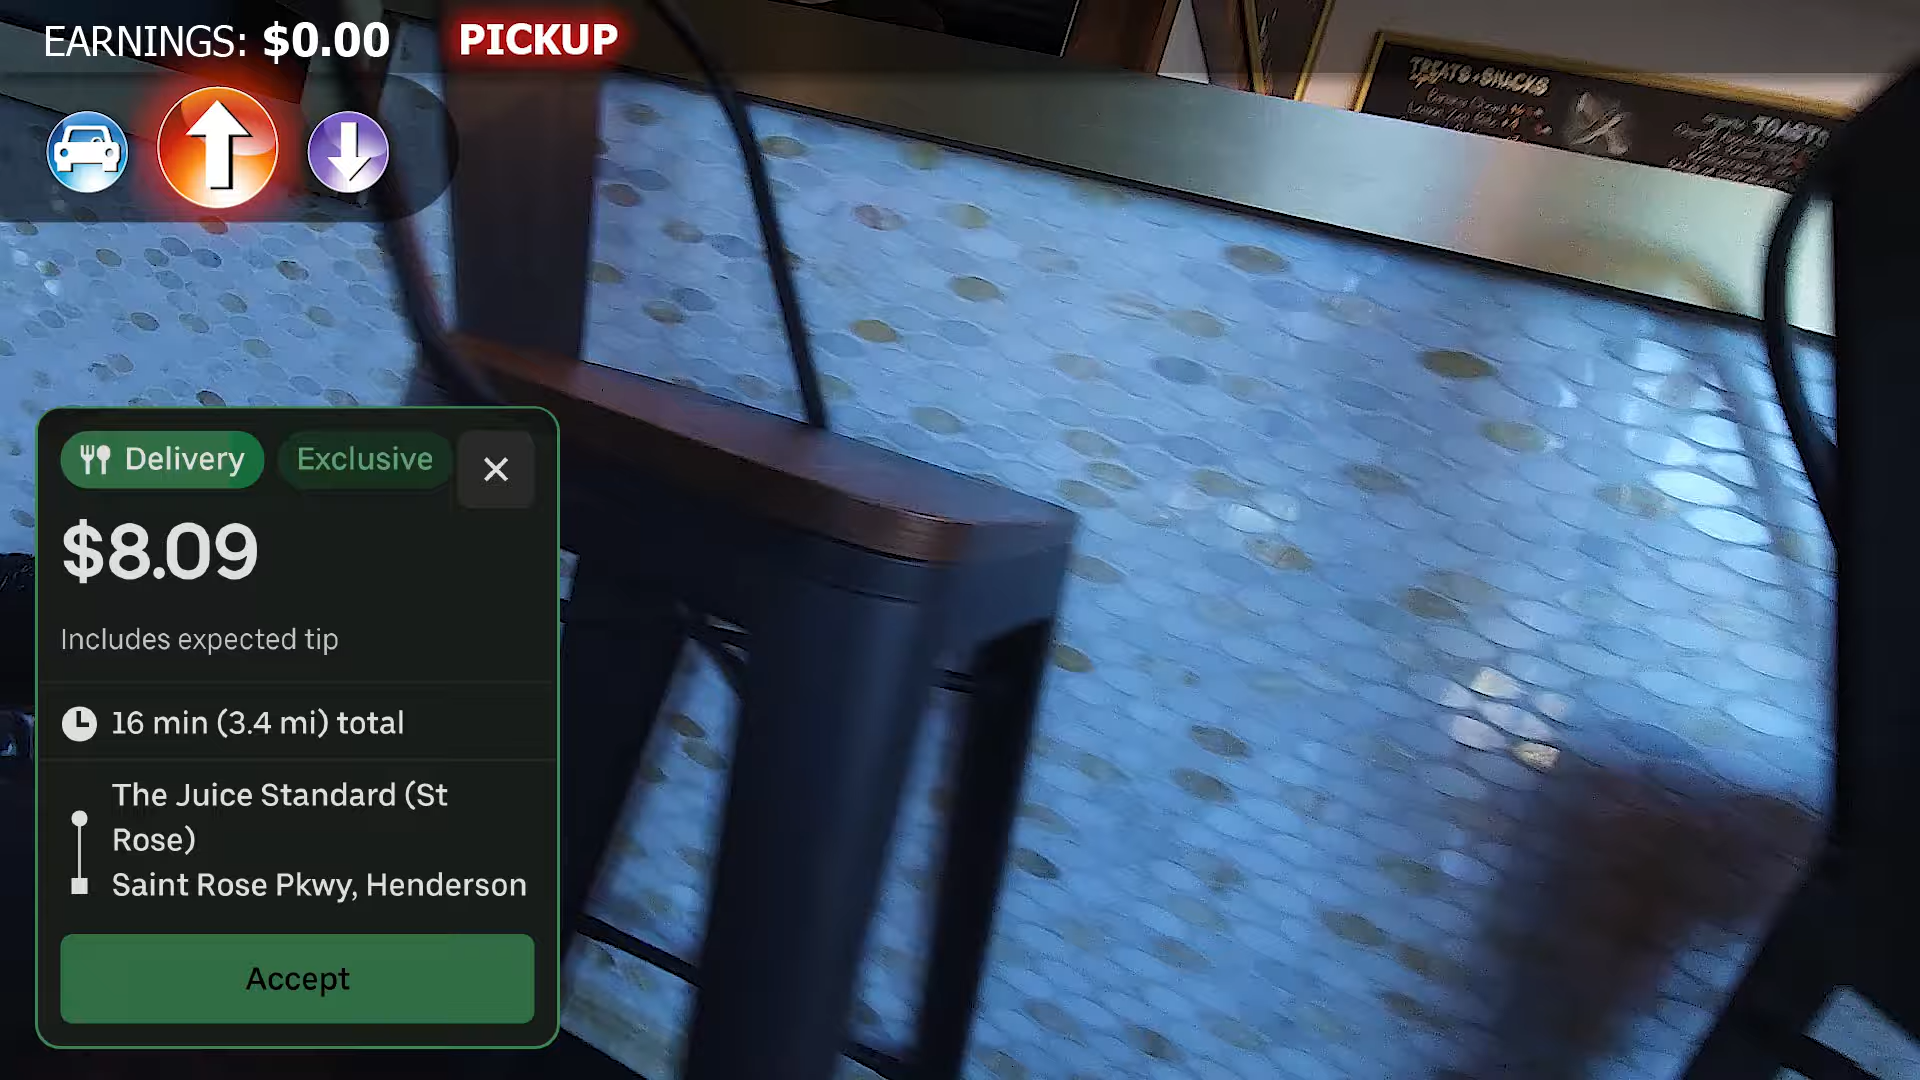 EARNINGS: $0.00
PICKUP
TREATS + SNACKS
TOASTS
Delivery
Exclusive
$8.09
Includes expected tip
16 min (3.4 mi) total
The Juice Standard (St
Rose)
Saint Rose Pkwy, Henderson
Accept